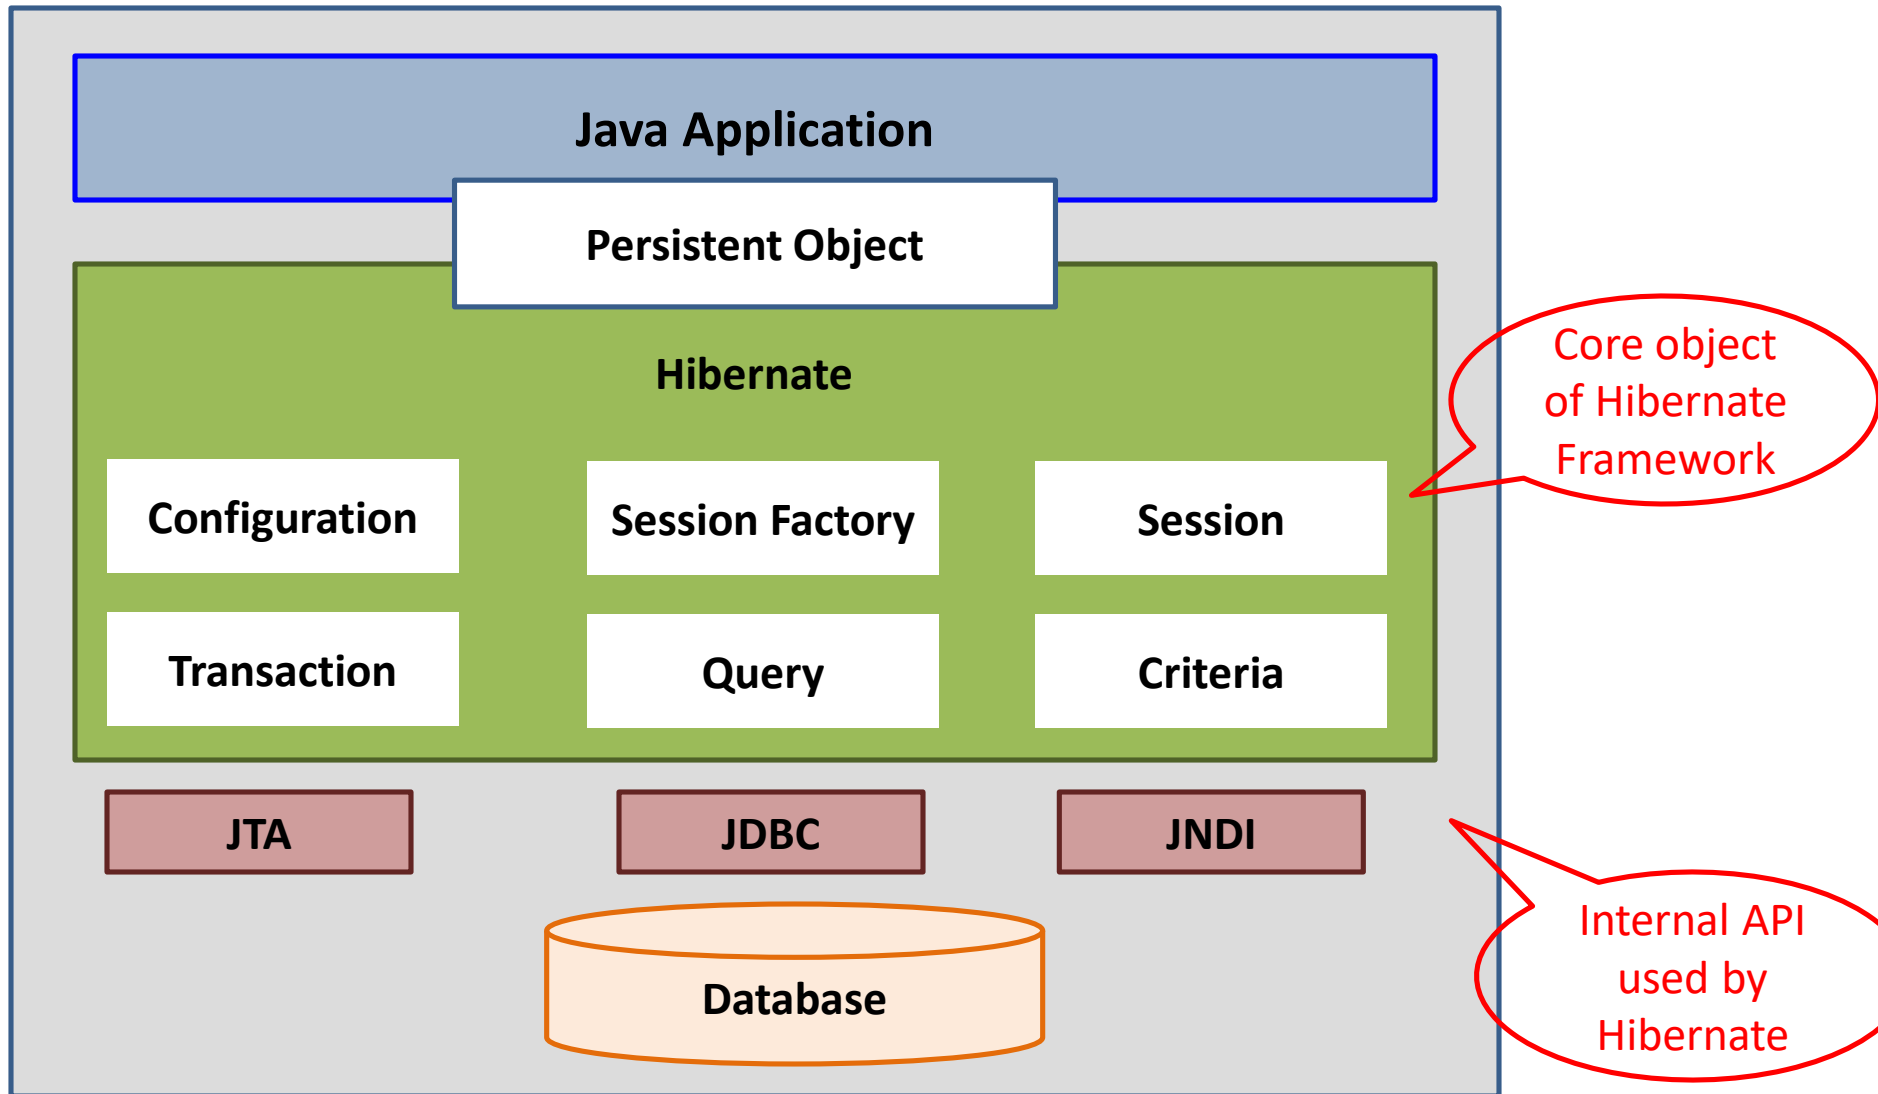 Java Application
Persistent Object
Hibernate
Core object
of Hibernate
Framework
Configuration
Session Factory
Session
Transaction
Query
Criteria
JTA
JDBC
JNDI
Internal API
used by
Hibernate
Database